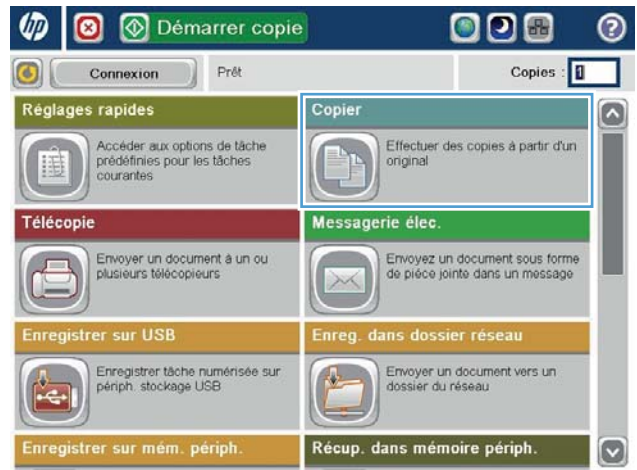 hp
Démarrer copie
?
Connexion
Prêt
Copies :
1
Réglages rapides
Accéder aux options de tâche
prédéfinies pour les tâches
courantes
Copier
Effectuer des copies à partir d'un
original
Télécopie
Envoyer un document à un ou
plusieurs télécopieurs
Messagerie élec.
Envoyez un document sous forme
de pièce jointe dans un message
Enregistrer sur USB
Enregistrer tâche numérisée sur
périph. stockage USB
Enreg. dans dossier réseau
Envoyer un document vers un
dossier du réseau
Enregistrer sur mém. périph.
Récup. dans mémoire périph.